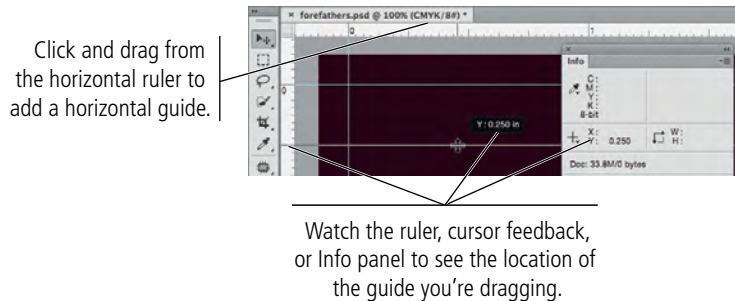 × forefathers.psd @ 100% (CMYK/8#) *
Click and drag from
the horizontal ruler to
add a horizontal guide.
0
1
0
Info
C :
M :
Y :
K :
8-bit
Y : 0.250 in
X :
Y : 0.250
W :
H :
Doc: 33.8M/0 bytes
Watch the ruler, cursor feedback,
or Info panel to see the location of
the guide you’re dragging.